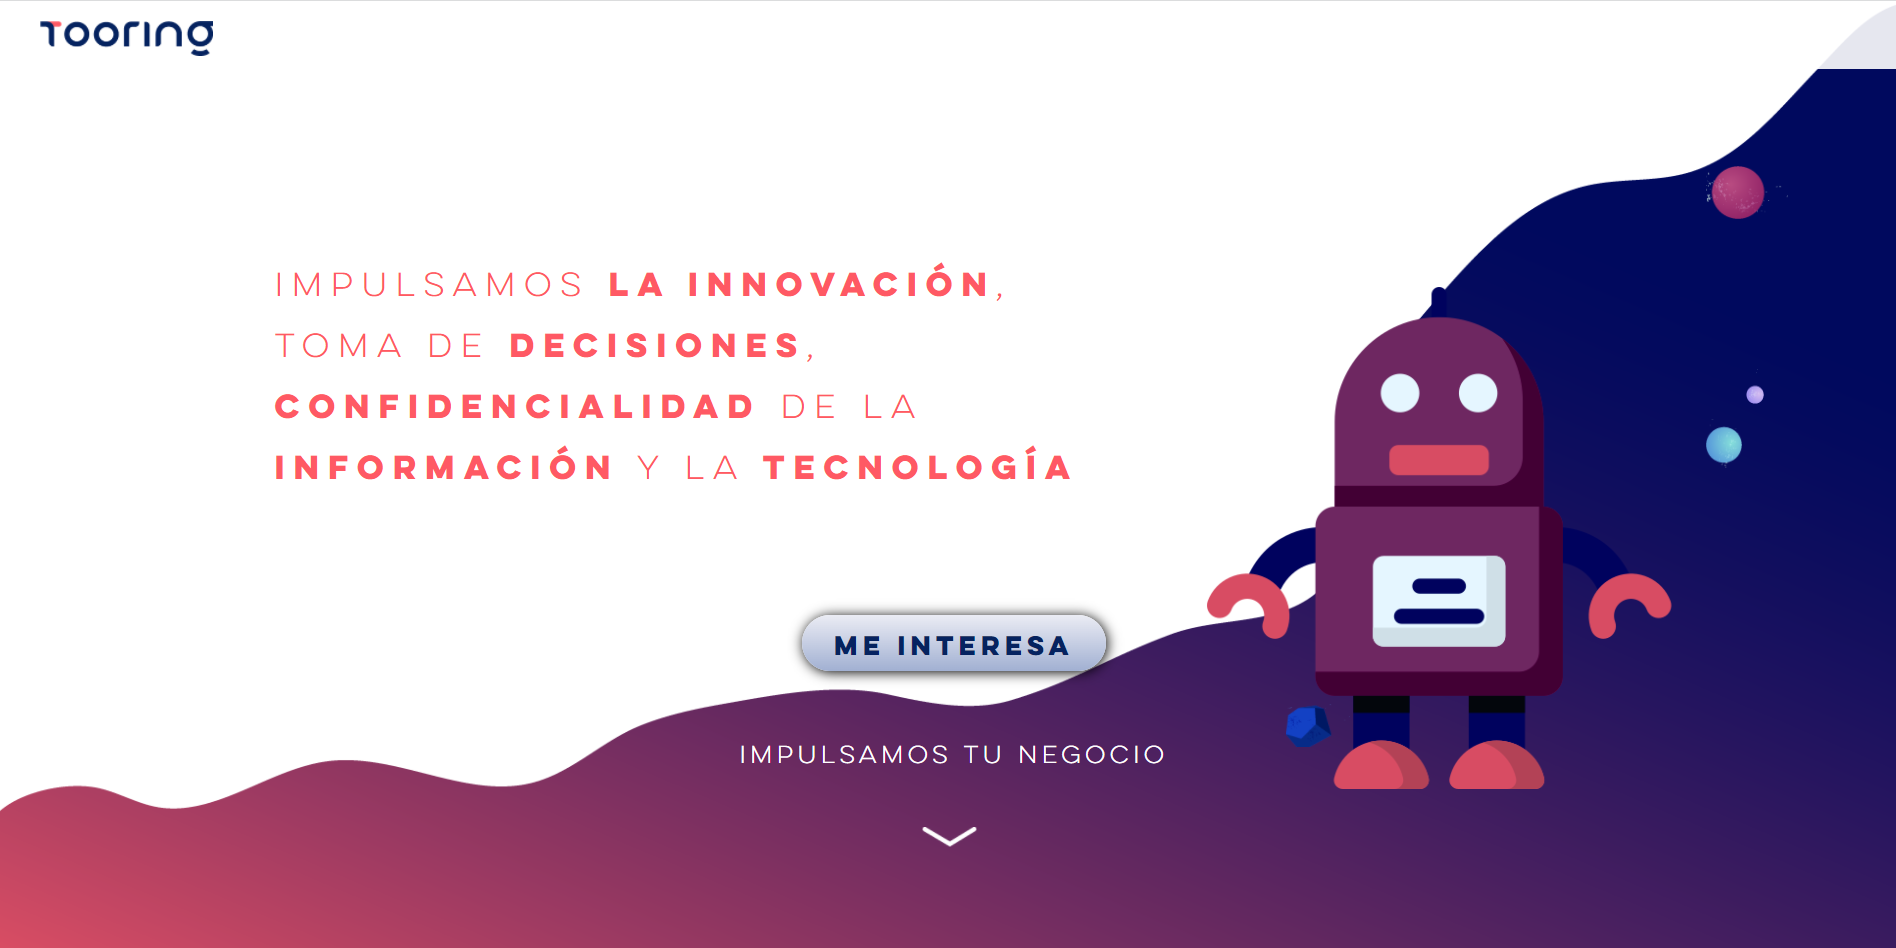 Tooring
IMPULSAMOS LA INNOVACIÓN,
TOMA DE DECISIONES,
CONFIDENCIALIDAD DE LA
INFORMACIÓN Y LA TECNOLOGÍA
ME INTERESA
IMPULSAMOS TU NEGOCIO